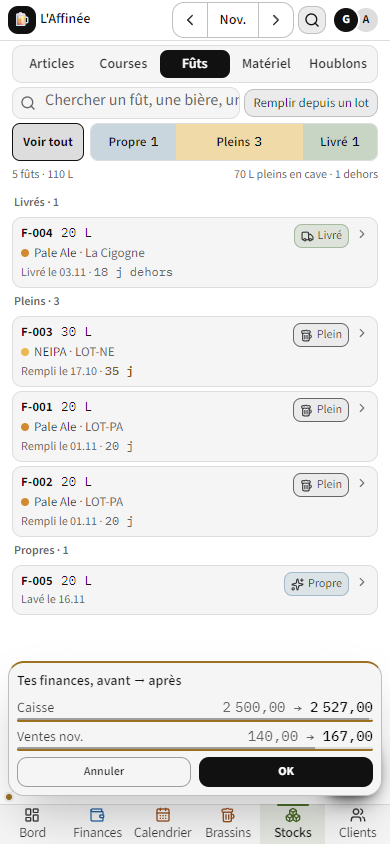 L'Affinée
Nov.
G
A
Articles
Courses
Fûts
Matériel
Houblons
Chercher un fût, une bière, ur
Remplir depuis un lot
Voir tout
Propre 1
Pleins 3
Livré 1
5 fûts · 110 L
70 L pleins en cave · 1 dehors
Livrés · 1
F-004 20 L
Livré
Pale Ale · La Cigogne
Livré le 03.11 · 18 j dehors
Pleins · 3
F-003 30 L
Plein
NEIPA · LOT-NE
Rempli le 17.10 · 35 j
F-001 20 L
Plein
Pale Ale · LOT-PA
Rempli le 01.11 · 20 j
F-002 20 L
Plein
Pale Ale · LOT-PA
Rempli le 01.11 · 20 j
Propres · 1
F-005 20 L
Propre
Lavé le 16.11
Tes finances, avant → après
Caisse 2 500,00 → 2 527,00
Ventes nov. 140,00 → 167,00
Annuler
OK
Bord
Finances
Calendrier
Brassins
Stocks
Clients